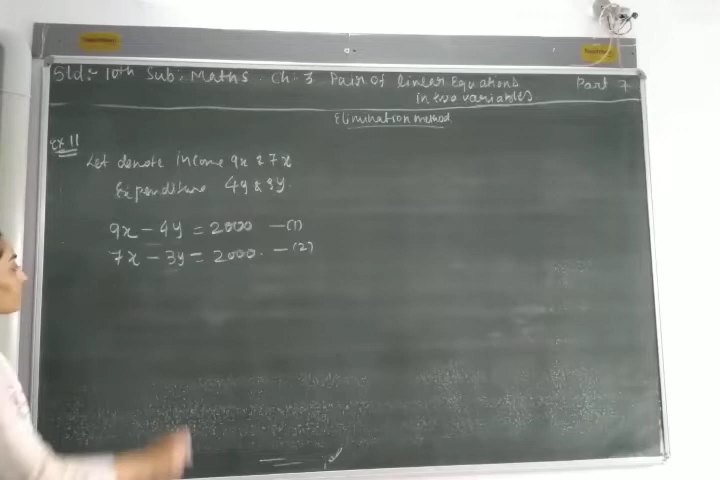 Std:- 10th Sub: Maths. Ch. 3 Pair of linear Equations in two variables Part 7
Elimination method
Ex 11
Let denote income 9x & 7x
Expenditure 4y & 3y.
9x - 4y = 2000 - (1)
7x - 3y = 2000. - (2)